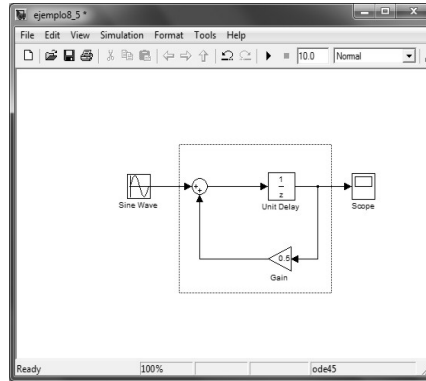 ejemplo8_5 *
File Edit View Simulation Format Tools Help
10.0 Normal
Sine Wave
+
+
1
z
Unit Delay
Scope
0.5
Gain
Ready 100% ode45